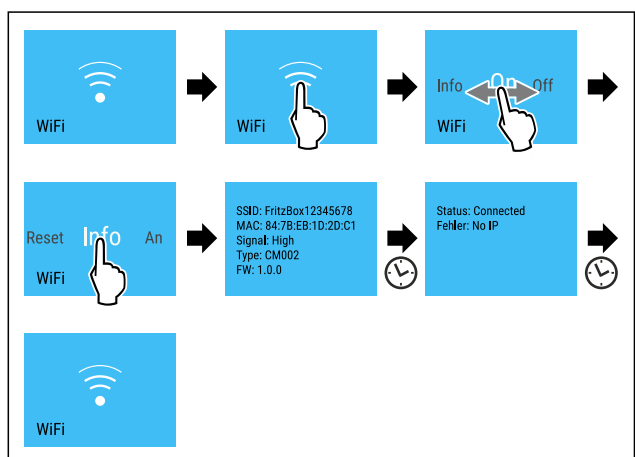 WiFi
WiFi
Info On Off
WiFi
Reset Info An
WiFi
SSID: FritzBox12345678
MAC: 84:7B:EB:1D:2D:C1
Signal: High
Type: CM002
FW: 1.0.0
Status: Connected
Fehler: No IP
WiFi